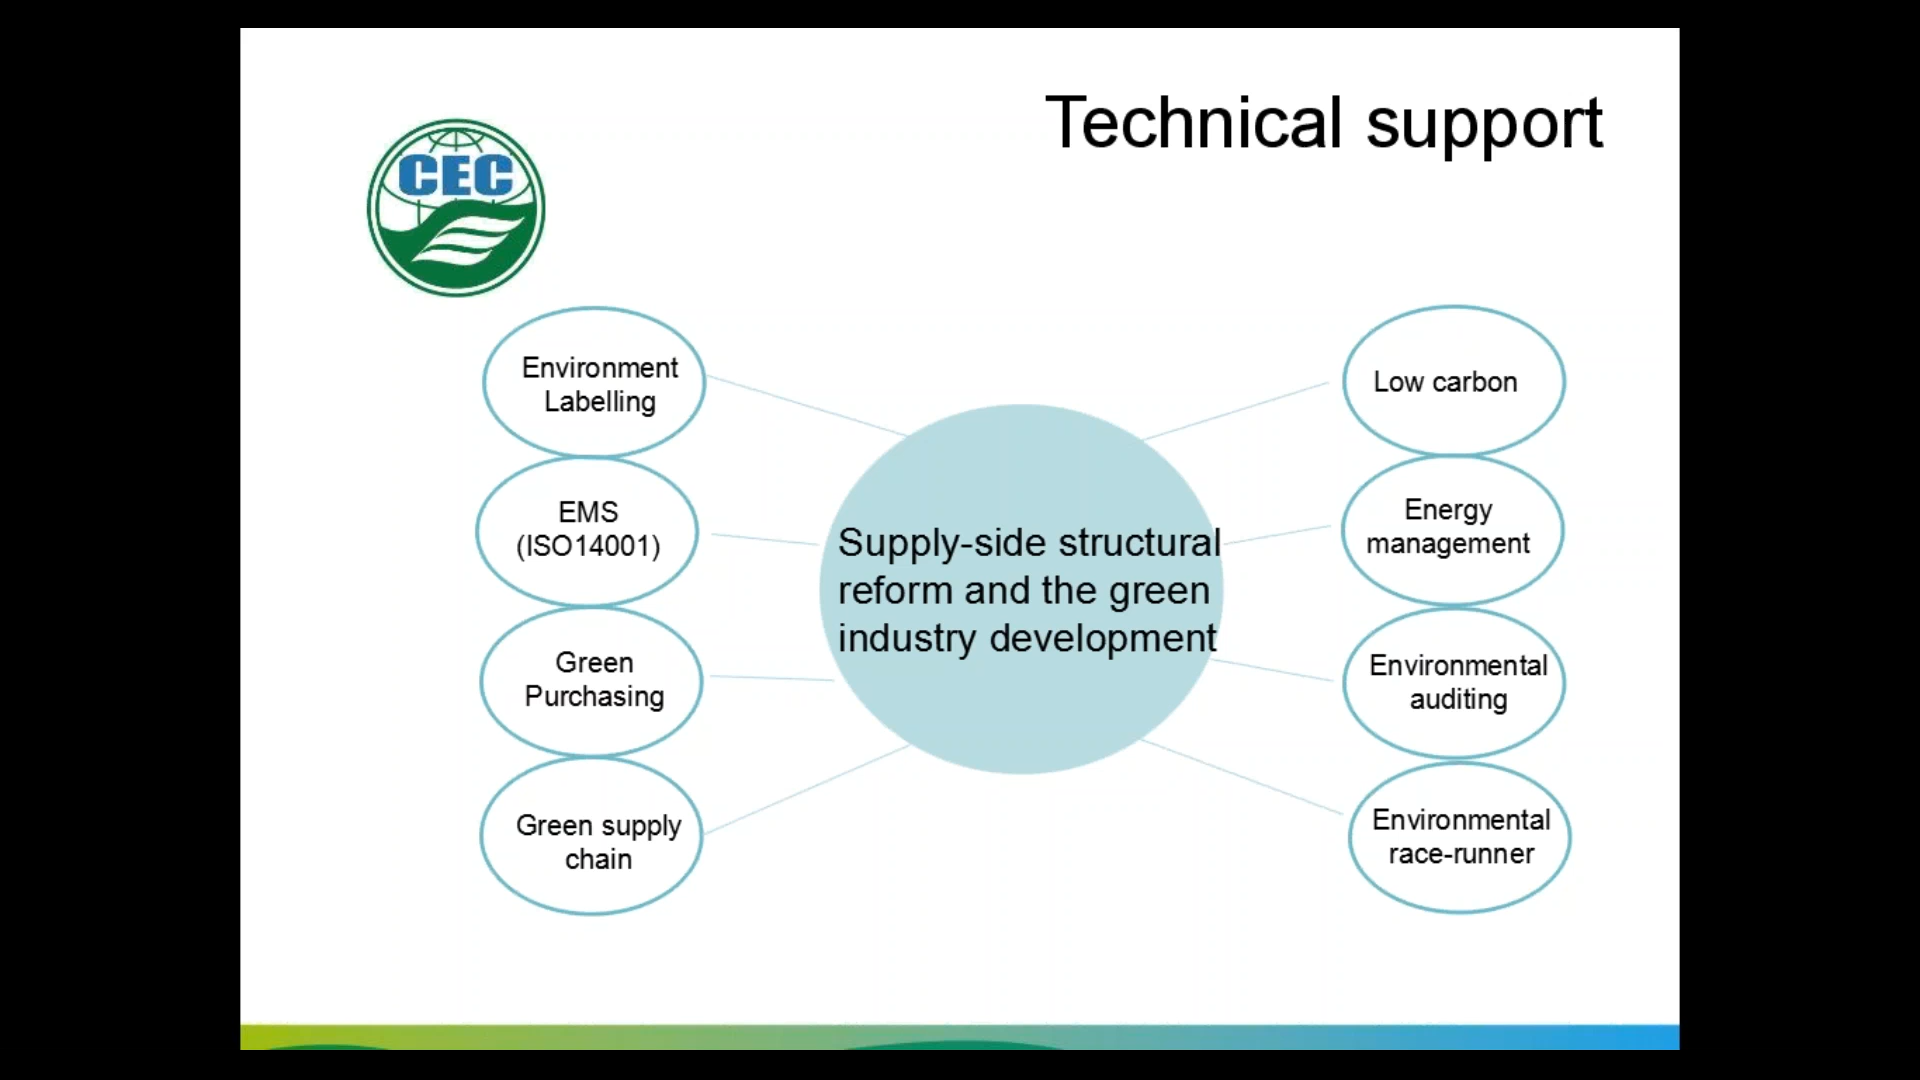 Technical support
CEC
Environment
Labelling
EMS
(ISO14001)
Green
Purchasing
Green supply
chain
Supply-side structural
reform and the green
industry development
Low carbon
Energy
management
Environmental
auditing
Environmental
race-runner